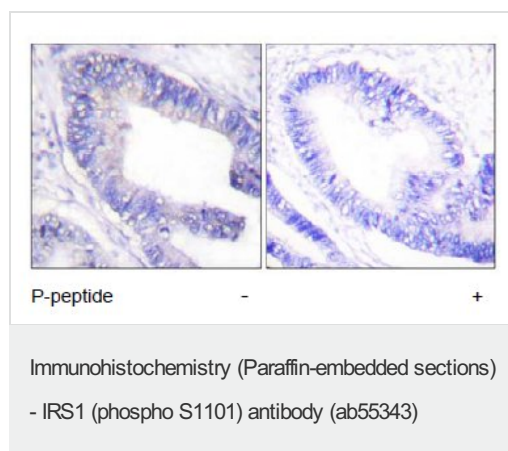 P-peptide - +
Immunohistochemistry (Paraffin-embedded sections)
- IRS1 (phospho S1101) antibody (ab55343)